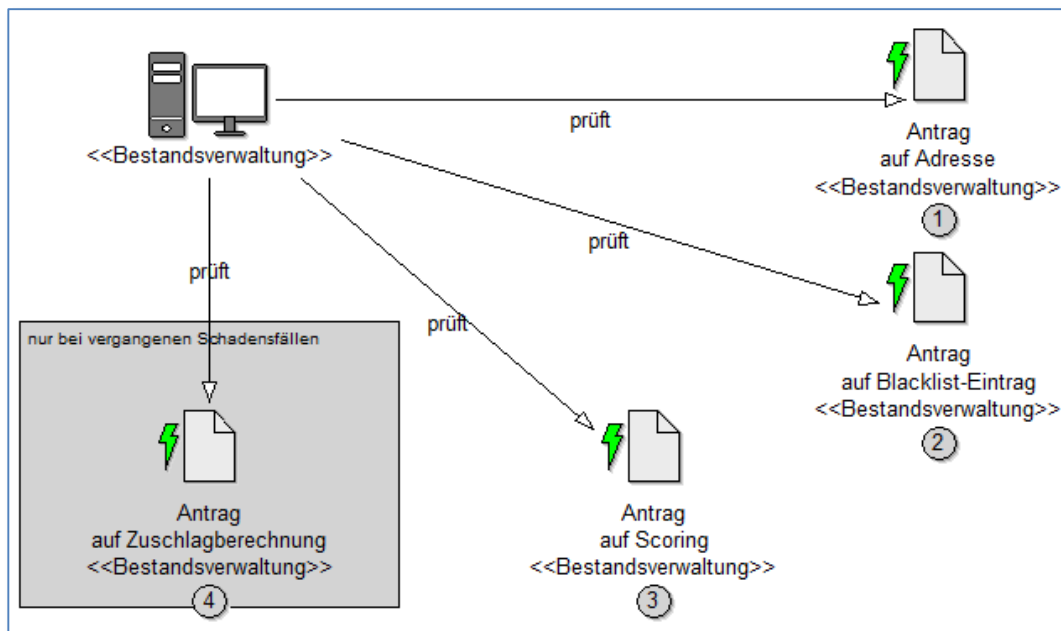 <<Bestandsverwaltung>>
prüft
Antrag
auf Adresse
<<Bestandsverwaltung>>
1
prüft
Antrag
auf Blacklist-Eintrag
<<Bestandsverwaltung>>
2
prüft
Antrag
auf Scoring
<<Bestandsverwaltung>>
3
prüft
nur bei vergangenen Schadensfällen
Antrag
auf Zuschlagberechnung
<<Bestandsverwaltung>>
4